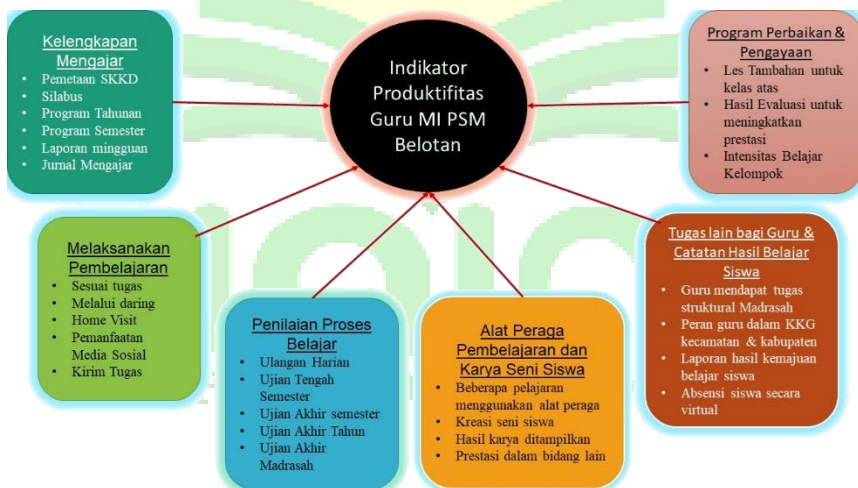 Kelengkapan
Mengajar
• Pemetaan SKKD
• Silabus
• Program Tahunan
• Program Semester
• Laporan mingguan
• Jurnal Mengajar
Indikator
Produktifitas
Guru MI PSM
Belotan
Program Perbaikan &
Pengayaan
• Les Tambahan untuk
kelas atas
• Hasil Evaluasi untuk
meningkatkan
prestasi
• Intensitas Belajar
Kelompok
Melaksanakan
Pembelajaran
• Sesuai tugas
• Melalui daring
• Home Visit
• Pemanfaatan
Media Sosial
• Kirim Tugas
Penilaian Proses
Belajar
• Ulangan Harian
• Ujian Tengah
Semester
• Ujian Akhir semester
• Ujian Akhir Tahun
• Ujian Akhir
Madrasah
Alat Peraga
Pembelajaran dan
Karya Seni Siswa
• Beberapa pelajaran
menggunakan alat peraga
• Kreasi seni siswa
• Hasil karya ditampilkan
• Prestasi dalam bidang lain
Tugas lain bagi Guru &
Catatan Hasil Belajar
Siswa
• Guru mendapat tugas
struktural Madrasah
• Peran guru dalam KKG
kecamatan & kabupaten
• Laporan hasil kemajuan
belajar siswa
• Absensi siswa secara
virtual